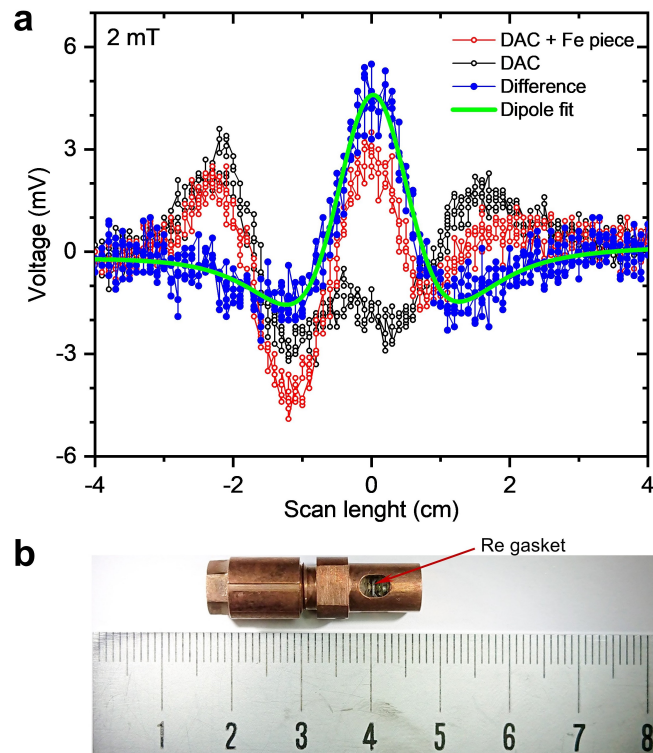 a
2 mT
DAC + Fe piece
DAC
Difference
Dipole fit
6
3
0
-3
-6
Voltage (mV)
-4
-2
0
2
4
Scan lenght (cm)
b
Re gasket
1
2
3
4
5
6
7
8